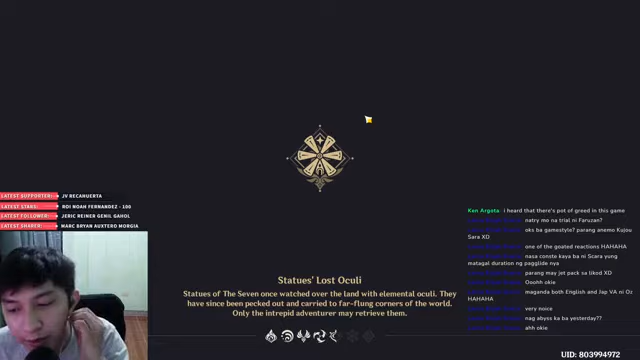 LATEST SUPPORTER: JV RECAHUERTA
LATEST STARS: ROI NOAH FERNANDEZ - 100
LATEST FOLLOWER: JERIC REINER GENIL GAHOL
LATEST SHARER: MARC BRYAN AUXTERO MORGIA
Statues' Lost Oculi
Statues of The Seven once watched over the land with elemental oculi. They
have since been pecked out and carried to far-flung corners of the world.
Only the intrepid adventurer may retrieve them.
Ken Argota: i heard that there's pot of greed in this game
natry mo na trial ni Faruzan?
oks ba gamestyle? parang anemo Kujou
Sara XD
one of the goated reactions HAHAHA
nasa conste kaya ba ni Scara yung
matagal duration ng pagglide nya
parang may jet pack sa likod XD
Ooohh okie
maganda both English and Jap VA ni Oz
HAHAHA
very noice
nag abyss ka ba yesterday??
ahh okie
UID: 803994972